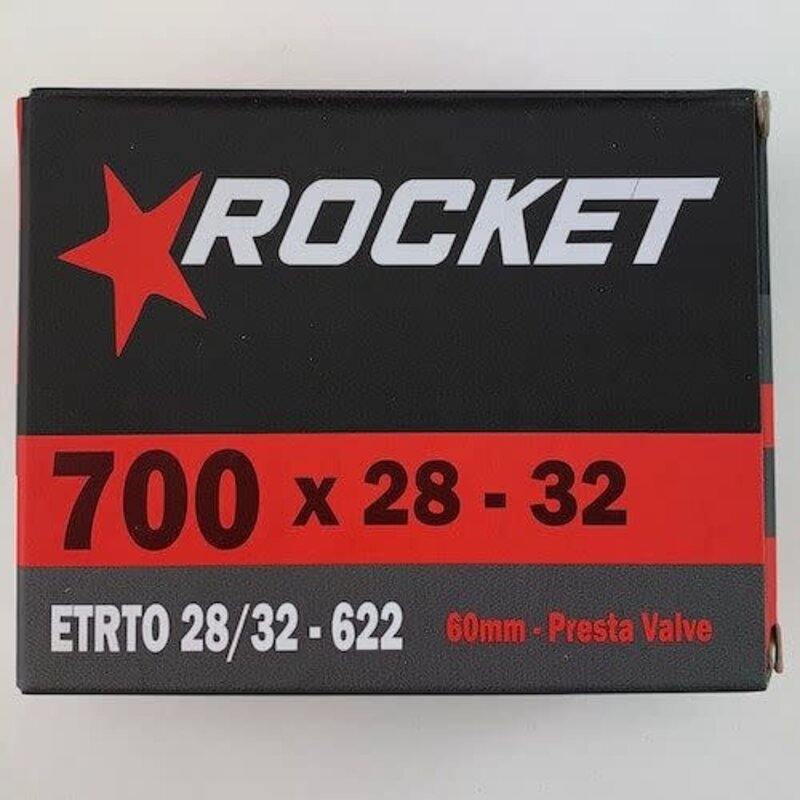 ROCKET
700 x 28 - 32
ETRTO 28/32 - 622
60mm - Presta Valve